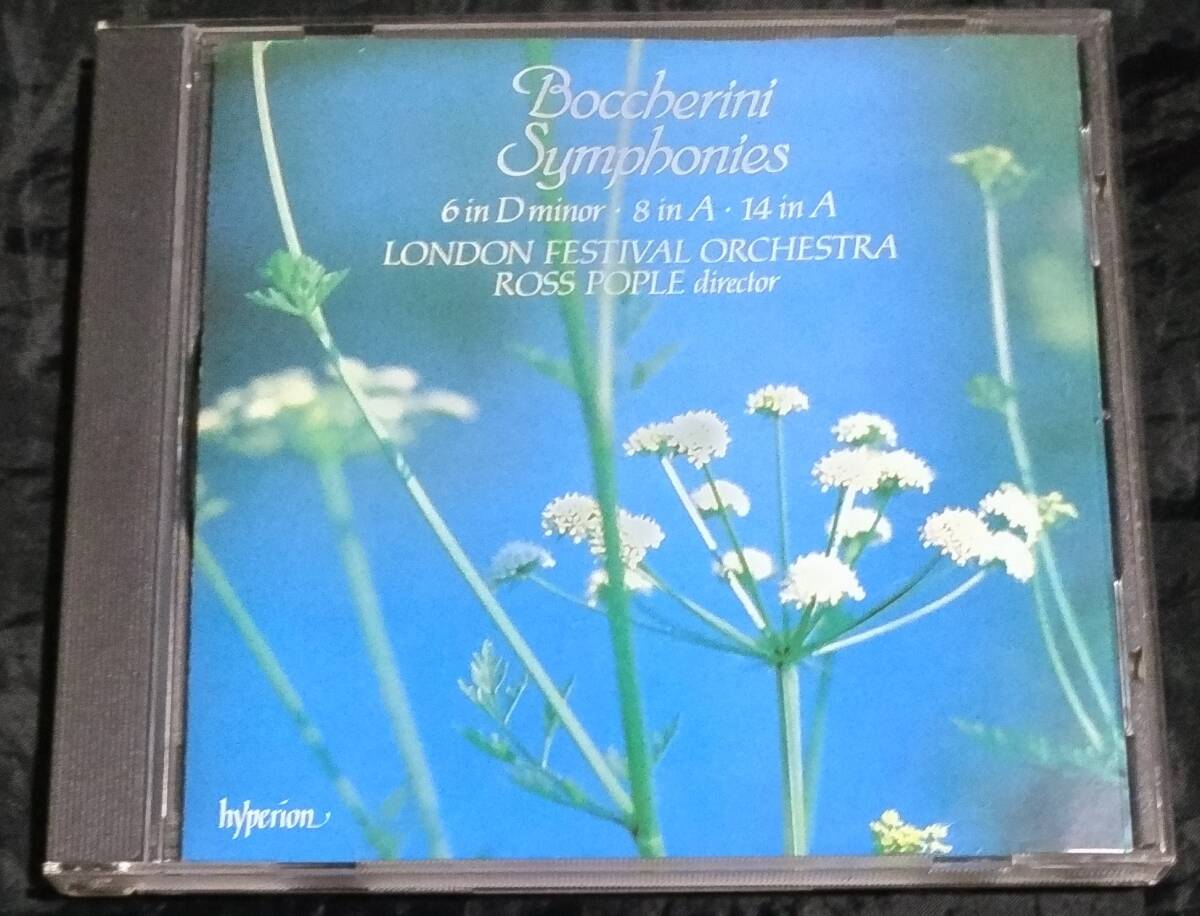 Boccherini
Symphonies
6 in D minor · 8 in A · 14 in A
LONDON FESTIVAL ORCHESTRA
ROSS POPLE director
hyperion